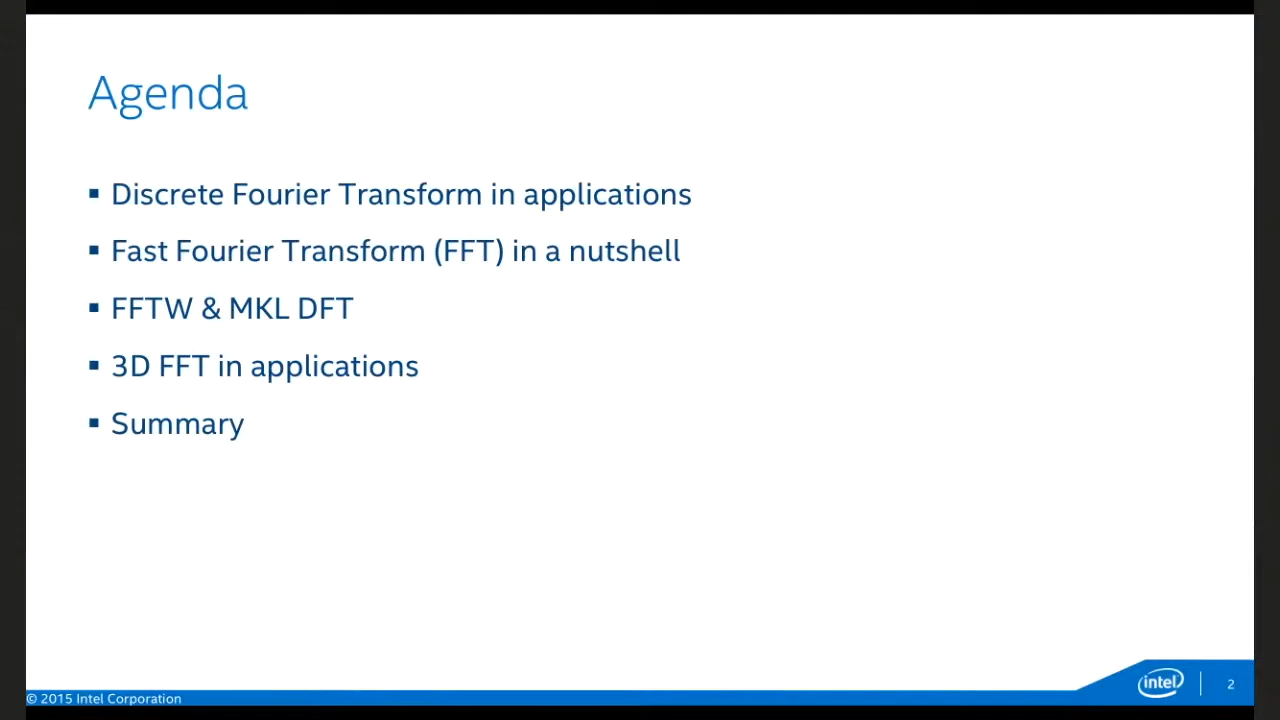 Agenda
▪ Discrete Fourier Transform in applications
▪ Fast Fourier Transform (FFT) in a nutshell
▪ FFTW & MKL DFT
▪ 3D FFT in applications
▪ Summary
© 2015 Intel Corporation
intel
2